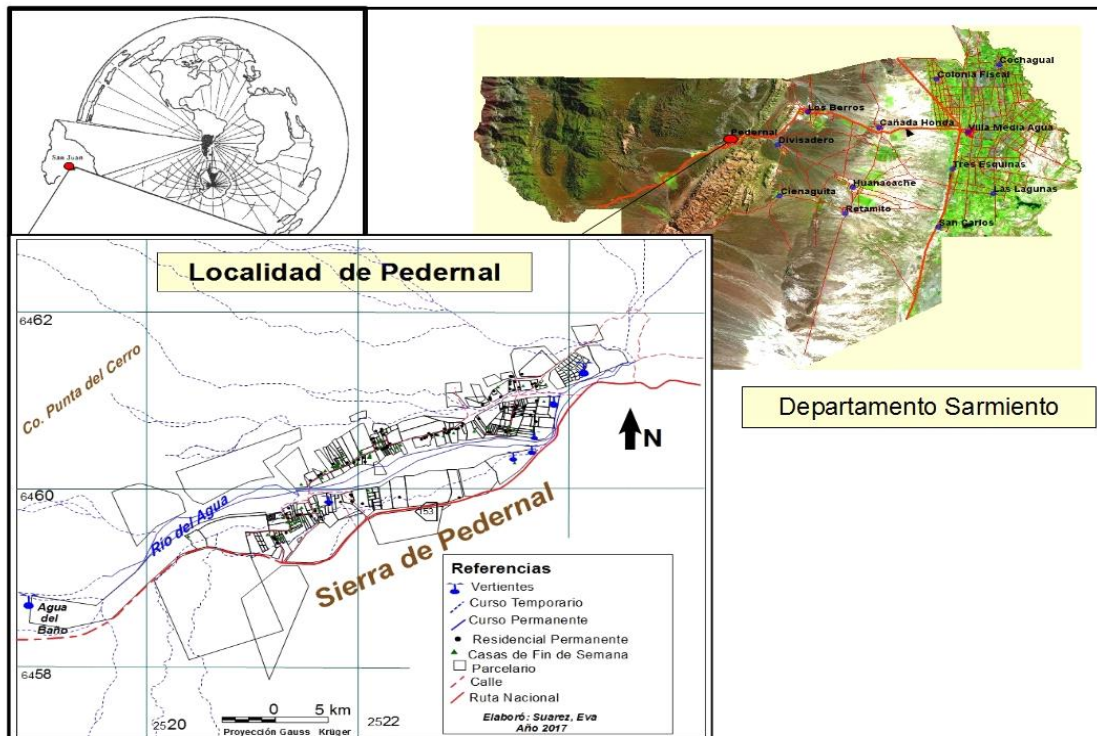 San Juan
Cochagual
Colonia Fiscal
Los Berros
Cañada Honda
Villa Media Agua
Pedernal
Divisadero
Tres Esquinas
Huanacache
Cienaguita
Las Lagunas
Retamito
San Carlos
Departamento Sarmiento
Localidad de Pedernal
6462
Co. Punta del Cerro
N
6460
Rio del Agua
153
Sierra de Pedernal
Agua
del
Baño
6458
2520
2522
0 5 km
Proyección Gauss Krüger
Referencias
Vertientes
Curso Temporario
Curso Permanente
Residencial Permanente
Casas de Fin de Semana
Parcelario
Calle
Ruta Nacional
Elaboró: Suarez, Eva
Año 2017